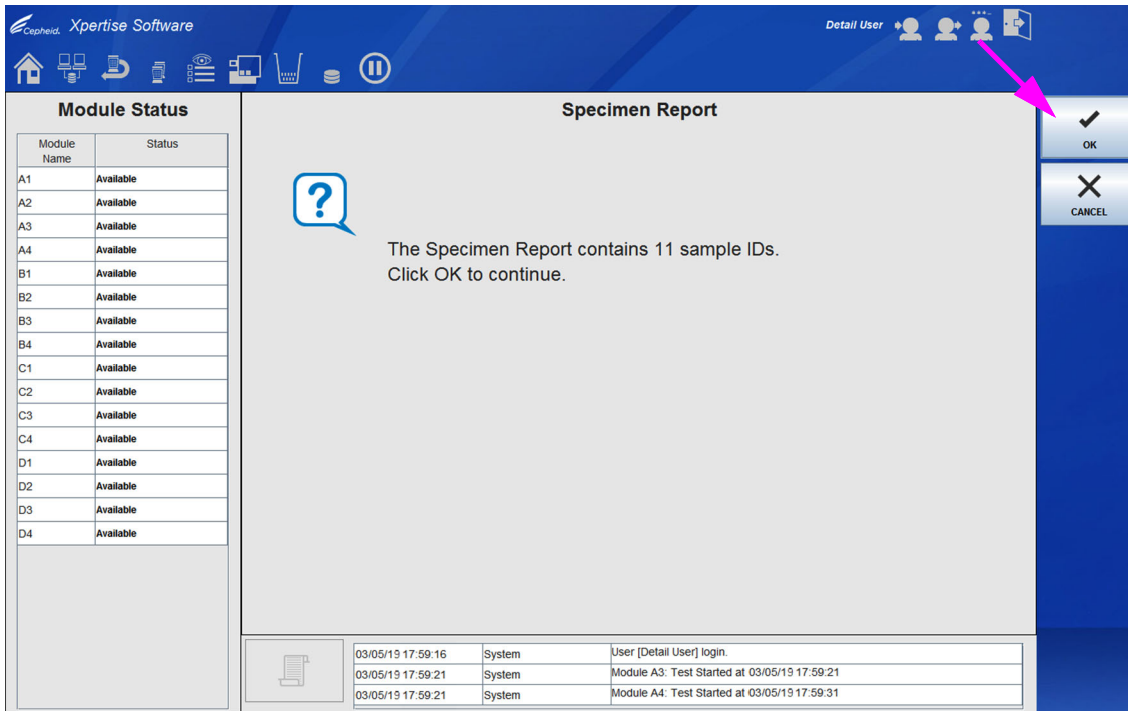 Cepheid. Xpertise Software
Detail User
Module Status
Specimen Report
Module Name
Status
A1 Available
A2 Available
A3 Available
A4 Available
B1 Available
B2 Available
B3 Available
B4 Available
C1 Available
C2 Available
C3 Available
C4 Available
D1 Available
D2 Available
D3 Available
D4 Available
?
The Specimen Report contains 11 sample IDs.
Click OK to continue.
OK
CANCEL
03/05/19 17:59:16 System User [Detail User] login.
03/05/19 17:59:21 System Module A3: Test Started at 03/05/19 17:59:21
03/05/19 17:59:21 System Module A4: Test Started at 03/05/19 17:59:31